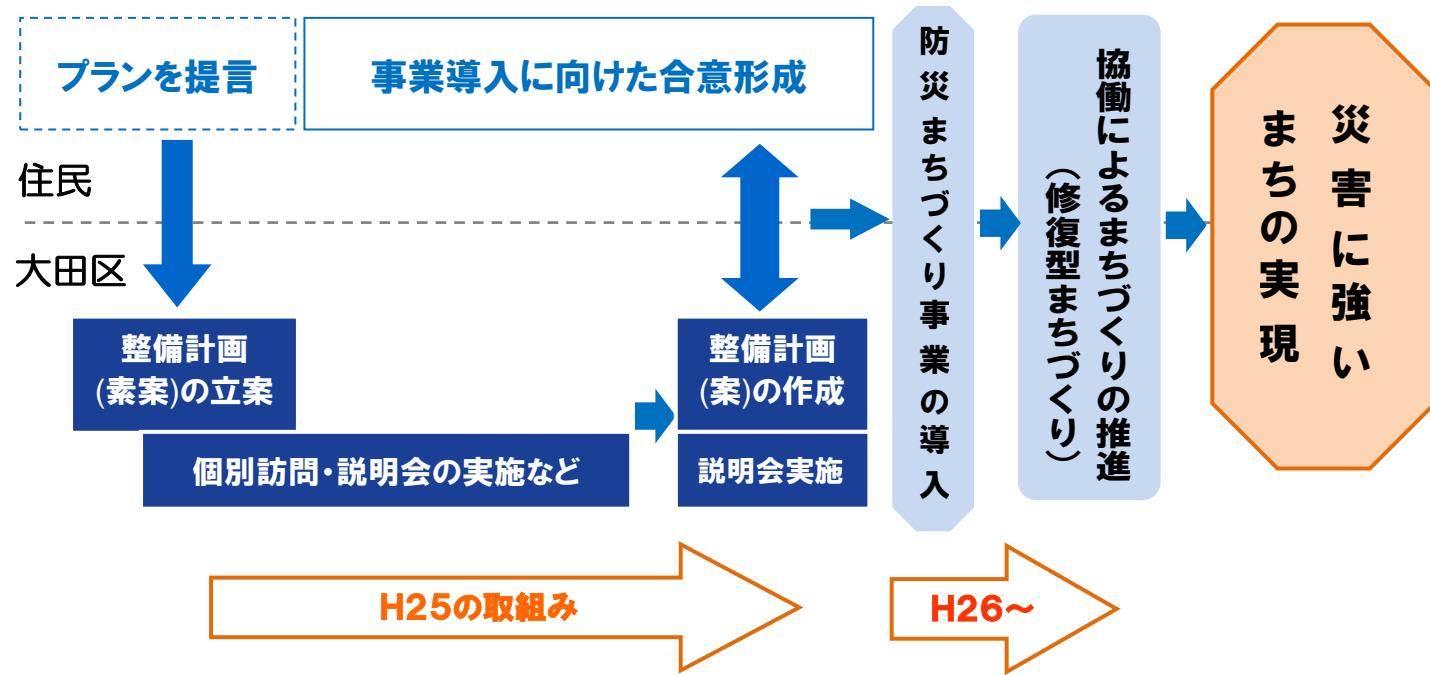 プランを提言
事業導入に向けた合意形成
住民
大田区
整備計画
(素案)の立案
個別訪問・説明会の実施など
整備計画
(案)の作成
説明会実施
防災まちづくり事業の導入
協働によるまちづくりの推進
（修復型まちづくり）
災害に強い
まちの実現
H25の取組み
H26～